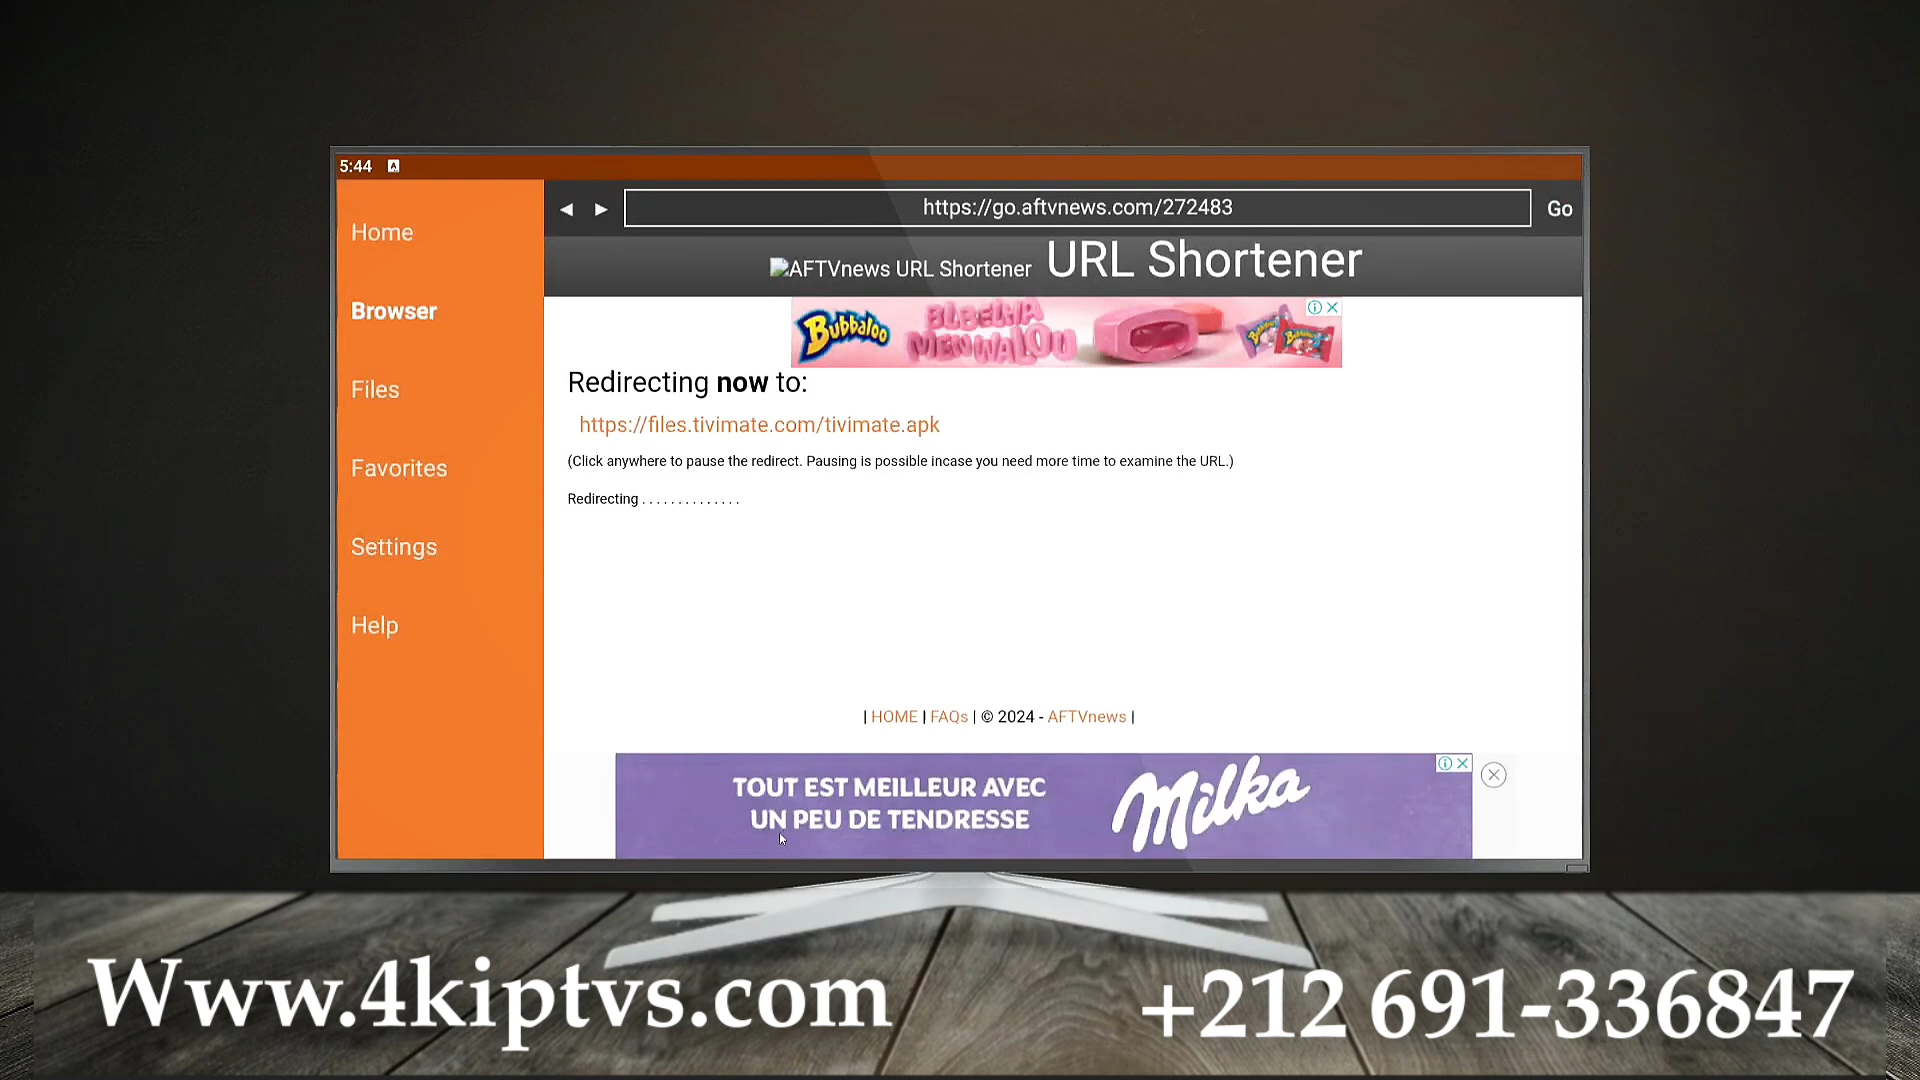 5:44
Home
Browser
Files
Favorites
Settings
Help
https://go.aftvnews.com/272483
Go
AFTVnews URL Shortener URL Shortener
Bubbaloo BLBELHA MENWALOU
Redirecting now to:
https://files.tivimate.com/tivimate.apk
(Click anywhere to pause the redirect. Pausing is possible incase you need more time to examine the URL.)
Redirecting . . . . . . . . . . . . . .
| HOME | FAQs | © 2024 - AFTVnews |
TOUT EST MEILLEUR AVEC
UN PEU DE TENDRESSE
Milka
Www.4kiptvs.com
+212 691-336847